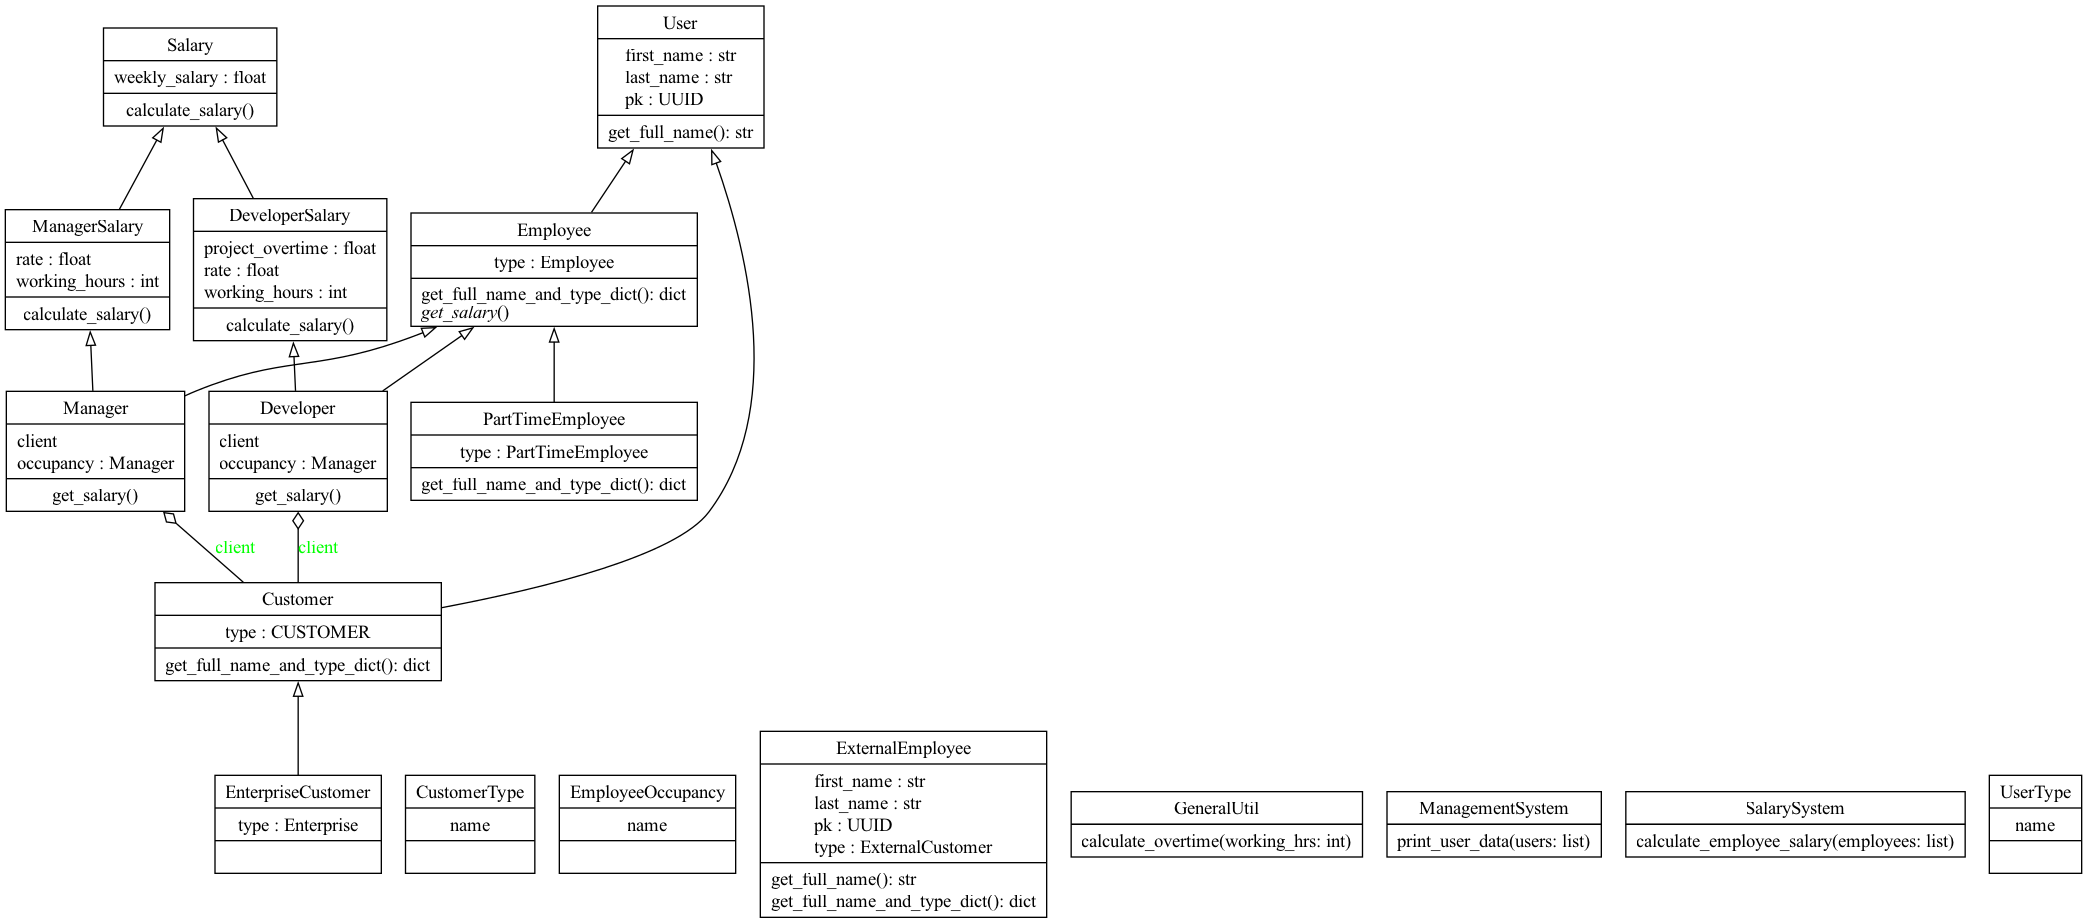 User
first_name : str
last_name : str
pk : UUID
get_full_name(): str
Salary
weekly_salary : float
calculate_salary()
ManagerSalary
rate : float
working_hours : int
calculate_salary()
DeveloperSalary
project_overtime : float
rate : float
working_hours : int
calculate_salary()
Employee
type : Employee
get_full_name_and_type_dict(): dict
get_salary()
Manager
client
occupancy : Manager
get_salary()
Developer
client
occupancy : Manager
get_salary()
PartTimeEmployee
type : PartTimeEmployee
get_full_name_and_type_dict(): dict
client
client
Customer
type : CUSTOMER
get_full_name_and_type_dict(): dict
EnterpriseCustomer
type : Enterprise
CustomerType
name
EmployeeOccupancy
name
ExternalEmployee
first_name : str
last_name : str
pk : UUID
type : ExternalCustomer
get_full_name(): str
get_full_name_and_type_dict(): dict
GeneralUtil
calculate_overtime(working_hrs: int)
ManagementSystem
print_user_data(users: list)
SalarySystem
calculate_employee_salary(employees: list)
UserType
name